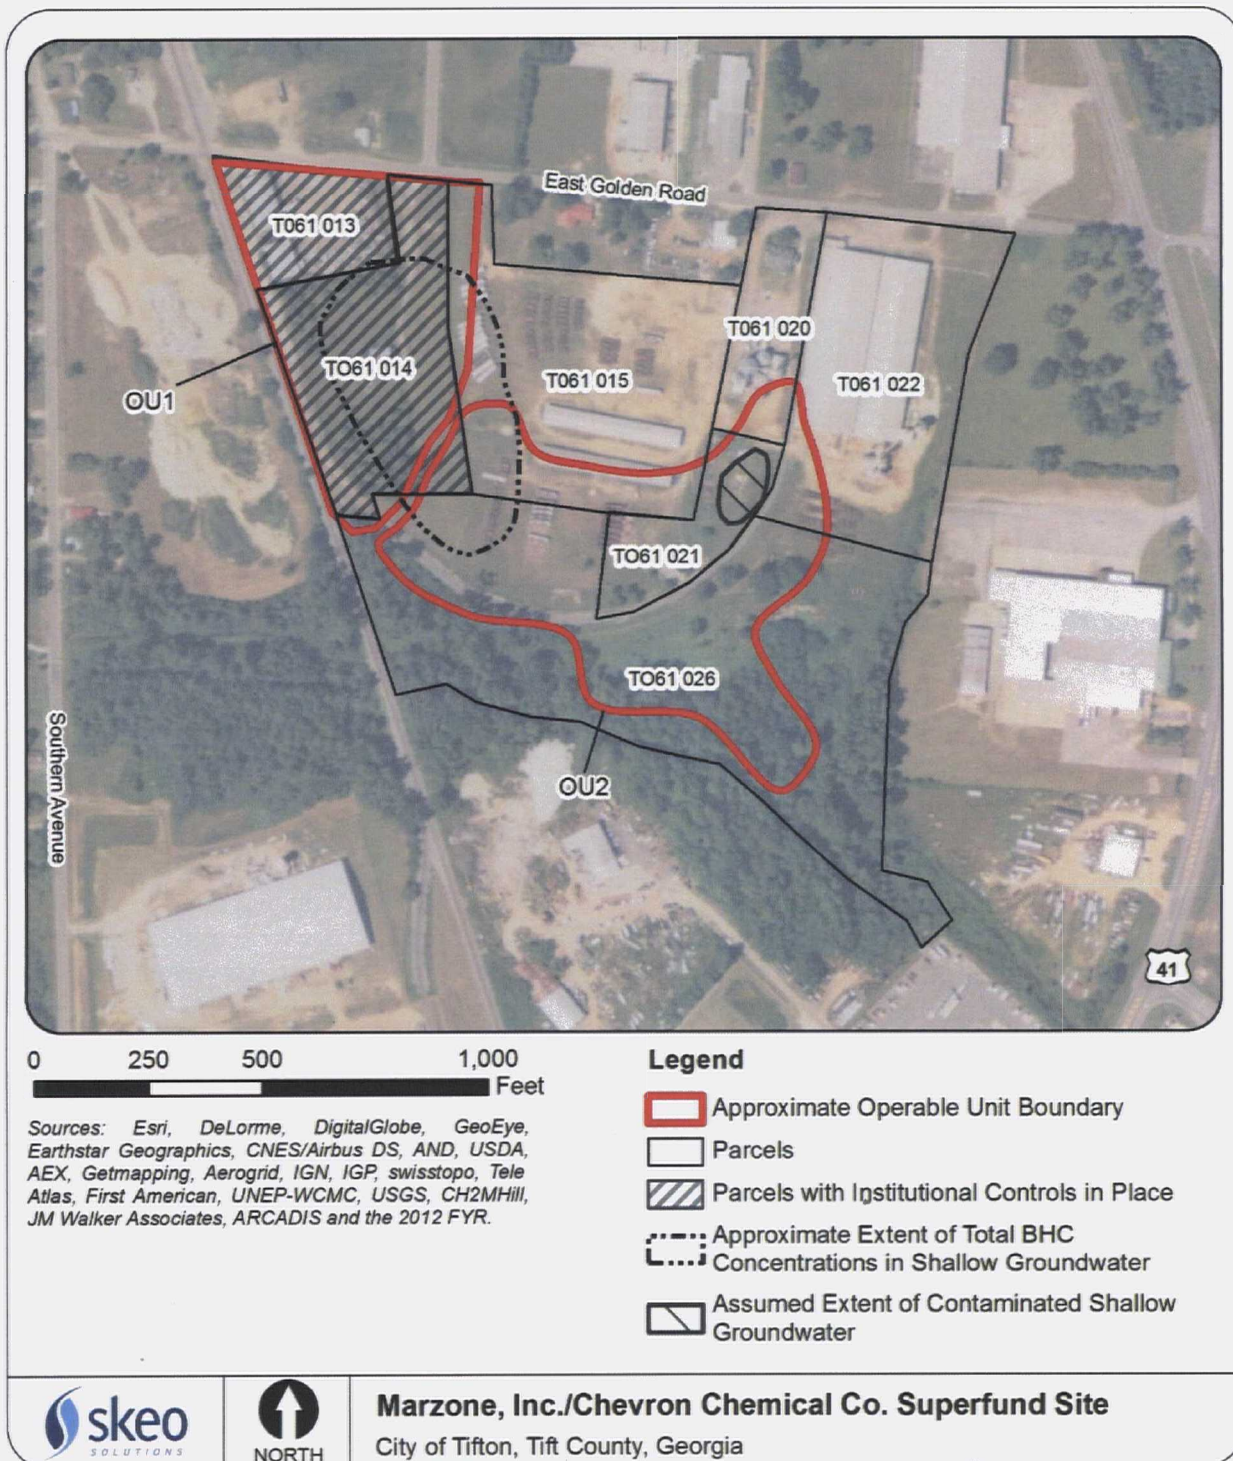 East Golden Road
T061 013
T061 020
TO61 014
T061 015
T061 022
OU1
TO61 021
TO61 026
Southern Avenue
OU2
41
0 250 500 1,000
Feet
Sources: Esri, DeLorme, DigitalGlobe, GeoEye,
Earthstar Geographics, CNES/Airbus DS, AND, USDA,
AEX, Getmapping, Aerogrid, IGN, IGP, swisstopo, Tele
Atlas, First American, UNEP-WCMC, USGS, CH2MHill,
JM Walker Associates, ARCADIS and the 2012 FYR.
Legend
Approximate Operable Unit Boundary
Parcels
Parcels with Institutional Controls in Place
Approximate Extent of Total BHC
Concentrations in Shallow Groundwater
Assumed Extent of Contaminated Shallow
Groundwater
skeo
SOLUTIONS
NORTH
Marzone, Inc./Chevron Chemical Co. Superfund Site
City of Tifton, Tift County, Georgia